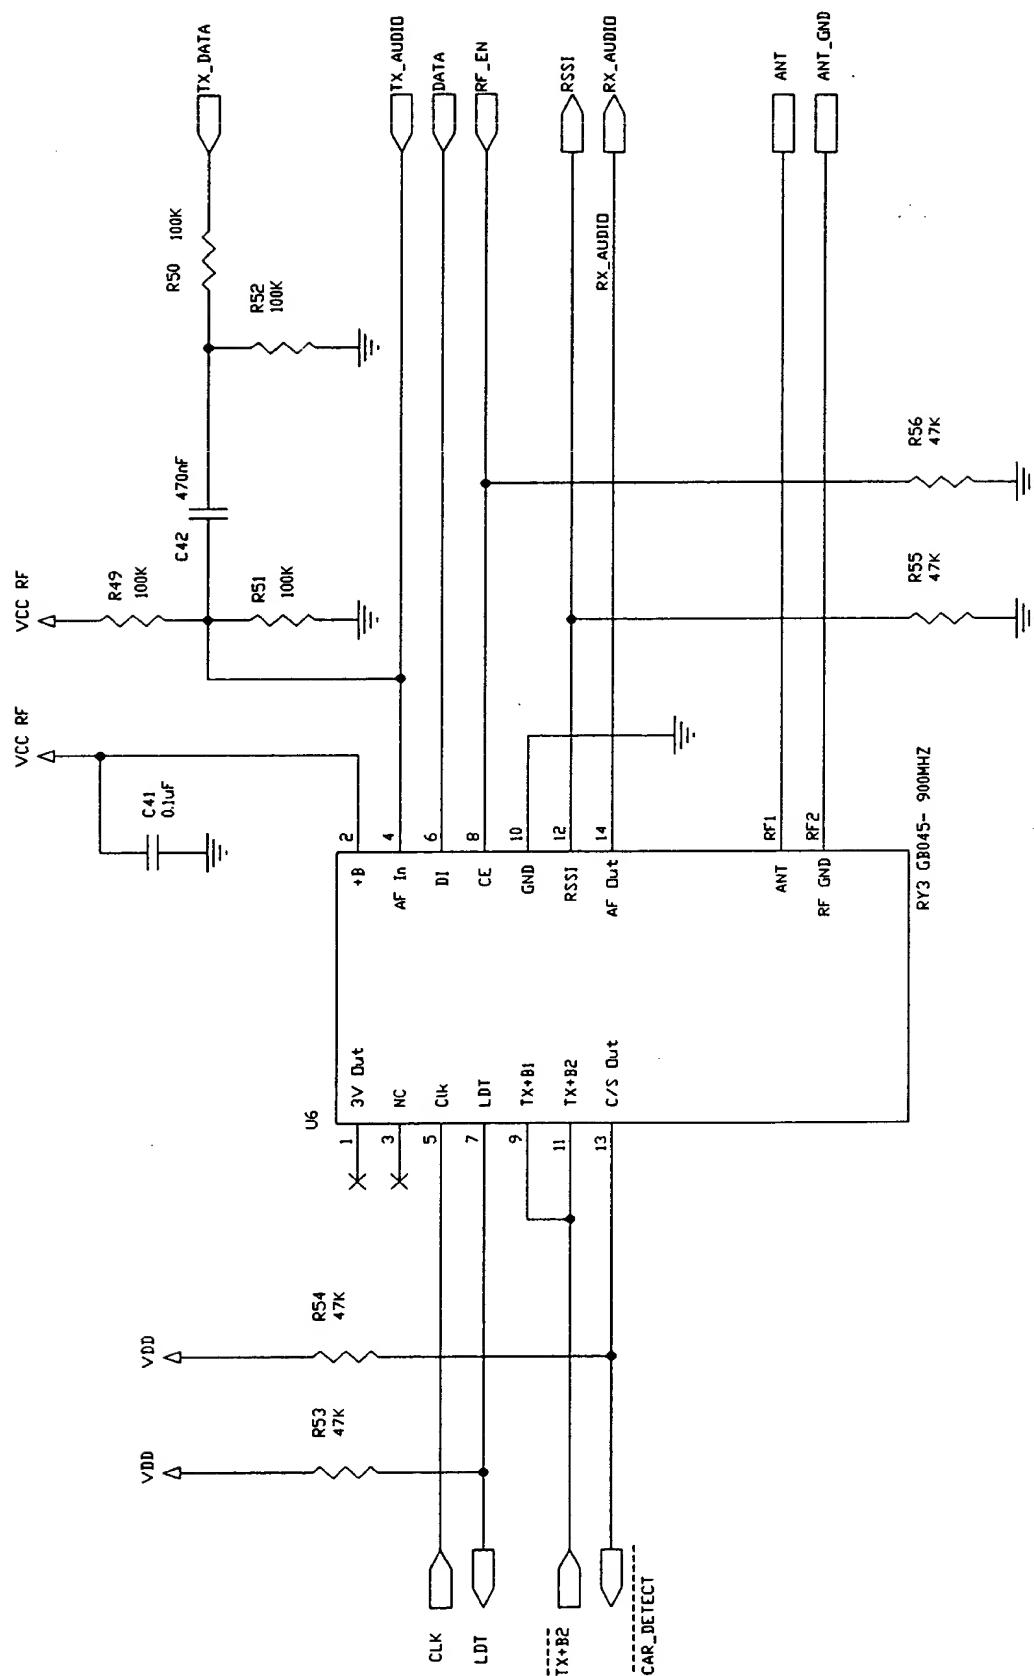 VCC RF
VCC RF
R49
100K
C42
470nF
R50
100K
TX_DATA
R51
100K
R52
100K
C41
0.1uF
TX_AUDIO
DATA
RF_EN
RSSI
RX_AUDIO
RX_AUDIO
ANT
ANT_GND
VDD
VDD
R53
47K
R54
47K
U6
1
3V Out
3
NC
5
Clk
7
LDT
9
TX+B1
11
TX+B2
13
C/S Out
+B
2
AF In
4
DI
6
CE
8
GND
10
RSSI
12
AF Out
14
ANT
RF1
RF GND
RF2
RY3 GB045- 900MHZ
R55
47K
R56
47K
CLK
LDT
TX+B2
CAR_DETECT